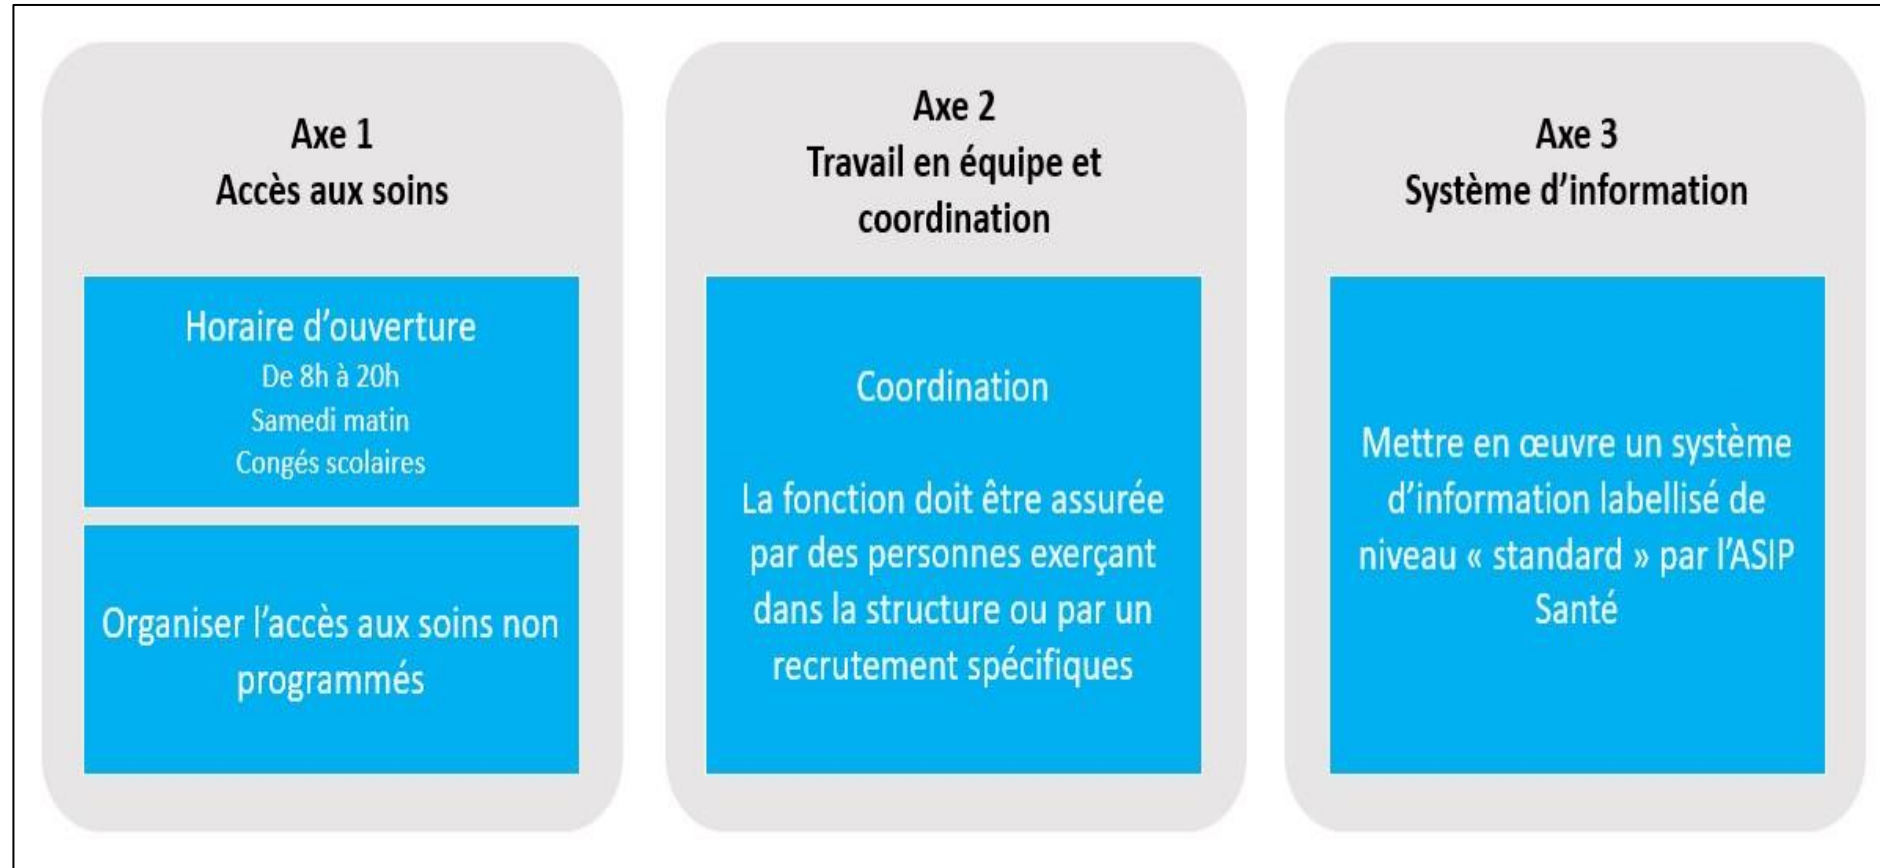 Axe 1
Accès aux soins
Horaire d'ouverture
De 8h à 20h
Samedi matin
Congés scolaires
Organiser l'accès aux soins non
programmés
Axe 2
Travail en équipe et
coordination
Coordination
La fonction doit être assurée
par des personnes exerçant
dans la structure ou par un
recrutement spécifiques
Axe 3
Système d'information
Mettre en œuvre un système
d'information labellisé de
niveau « standard » par l'ASIP
Santé